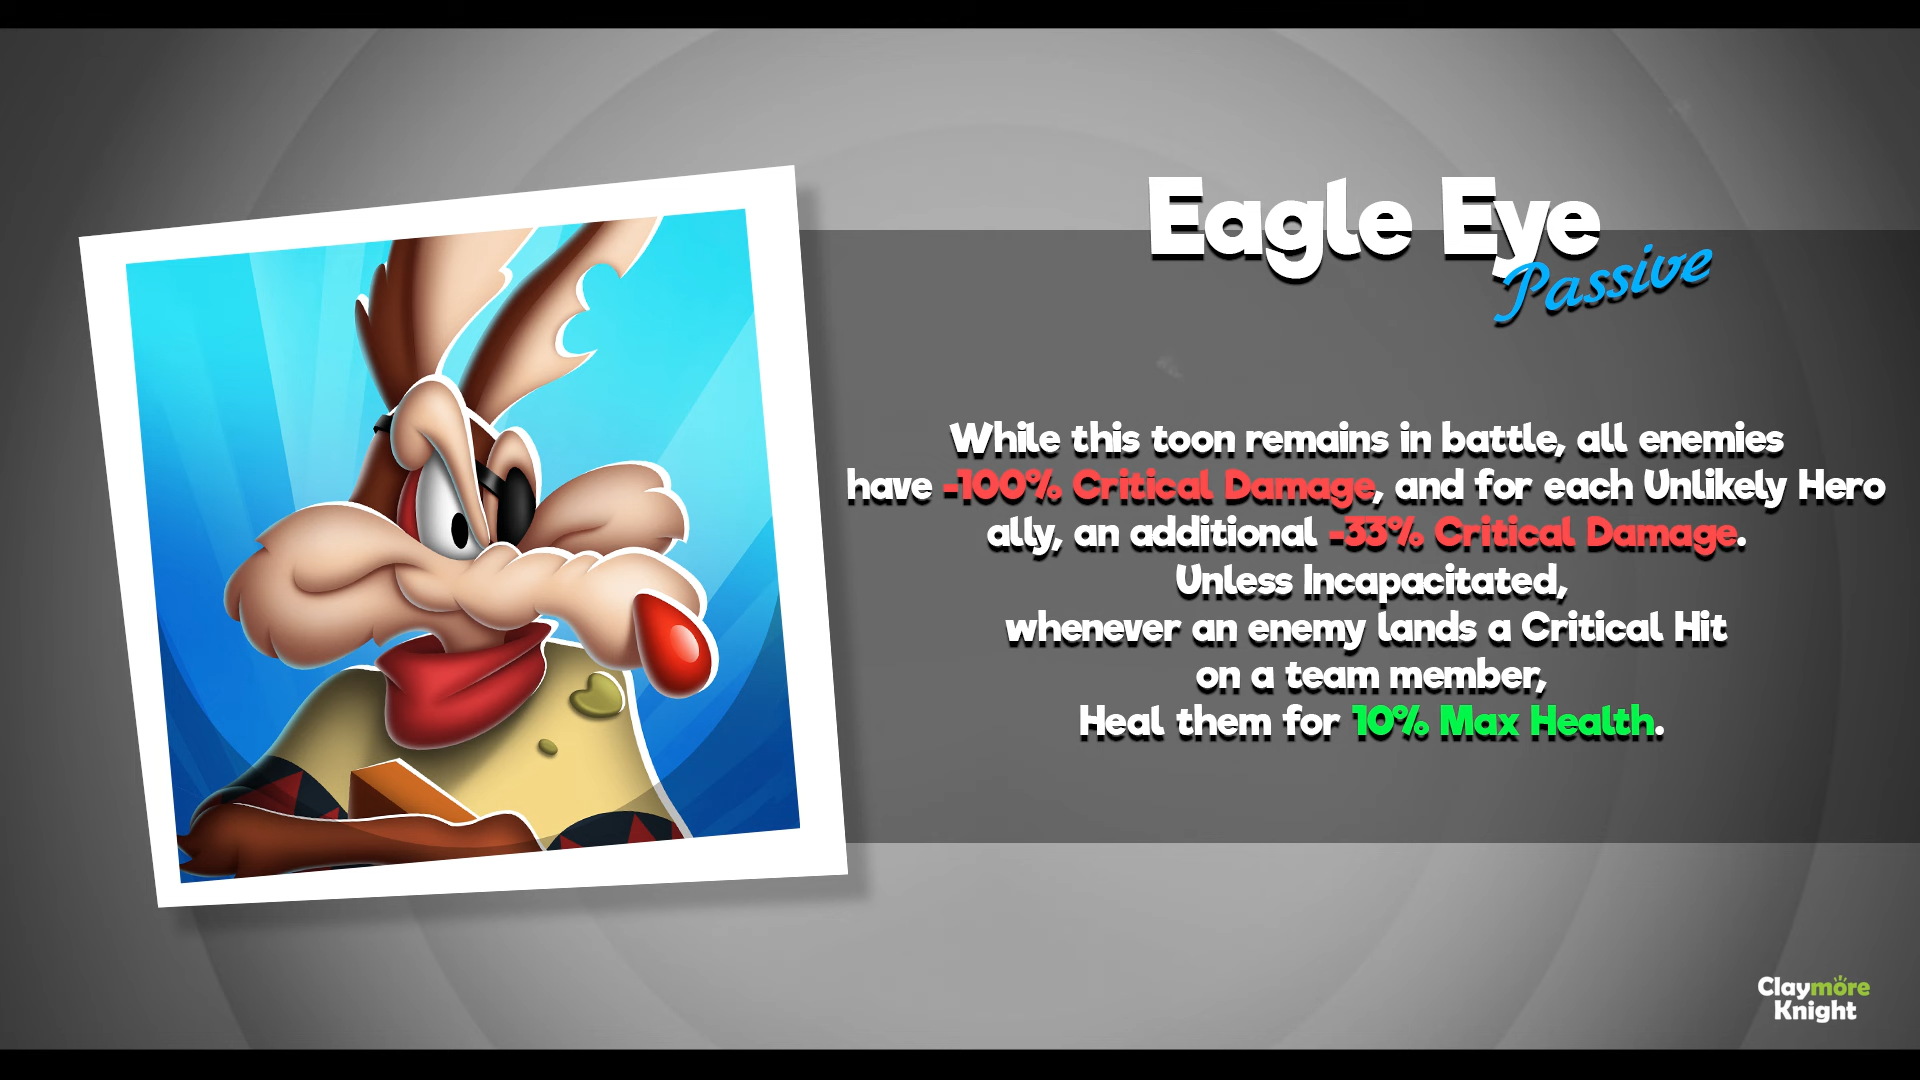 Eagle Eye
Passive
While this toon remains in battle, all enemies
have -100% Critical Damage, and for each Unlikely Hero
ally, an additional -33% Critical Damage.
Unless Incapacitated,
whenever an enemy lands a Critical Hit
on a team member,
Heal them for 10% Max Health.
Claymore
Knight